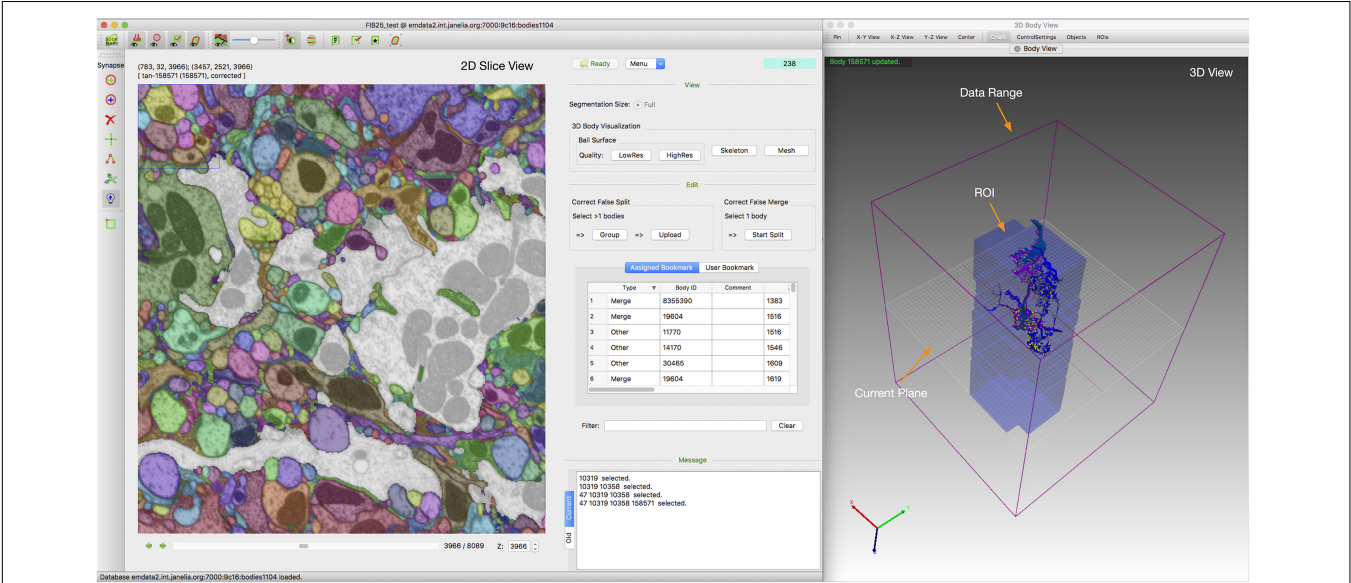 FIB25_test @ emdata2.int.janelia.org:7000:9c16:bodies1104
BOOK
MARK
Synapse
(783, 32, 3966); (3457, 2521, 3966)
[ tan-158571 (158571), corrected ]
2D Slice View
3966 / 8089 Z: 3966
Database emdata2.int.janelia.org:7000:9c16:bodies1104 loaded.
Ready Menu 238
View
Segmentation Size: Full
3D Body Visualization
Ball Surface
Quality: LowRes HighRes Skeleton Mesh
Edit
Correct False Split Correct False Merge
Select >1 bodies Select 1 body
=> Group => Upload => Start Split
Assigned Bookmark User Bookmark
Type Body ID Comment
1 Merge 8355390 1383
2 Merge 19604 1516
3 Other 11770 1516
4 Other 14170 1546
5 Other 30465 1609
6 Merge 19604 1619
Filter: Clear
Message
Current
Old
10319 selected.
10319 10358 selected.
47 10319 10358 selected.
47 10319 10358 158571 selected.
3D Body View
Pin X-Y View X-Z View Y-Z View Center Graph ControlSettings Objects ROIs
Body View
Body 158571 updated.
3D View
Data Range
ROI
Current Plane
X
Y
Z